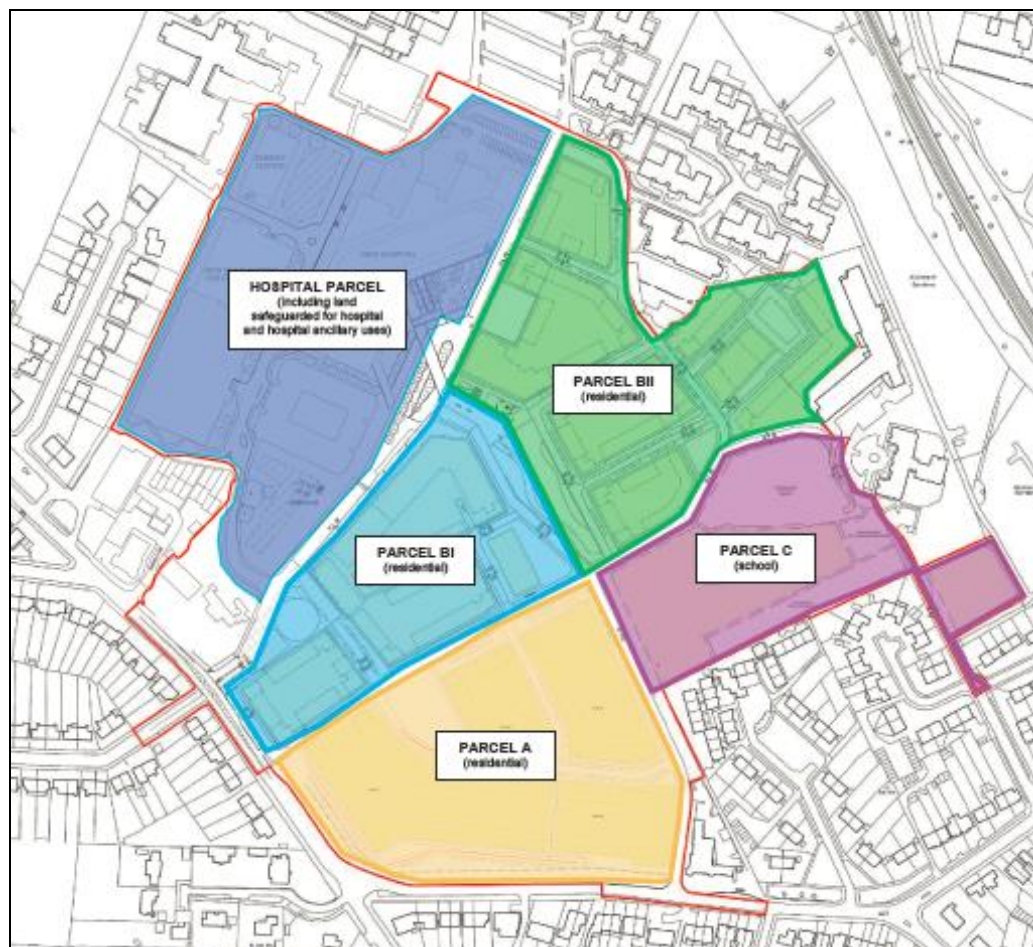 HOSPITAL PARCEL
(including land
safeguarded for hospital
and hospital ancillary uses)
PARCEL BII
(residential)
PARCEL BI
(residential)
PARCEL C
(school)
PARCEL A
(residential)